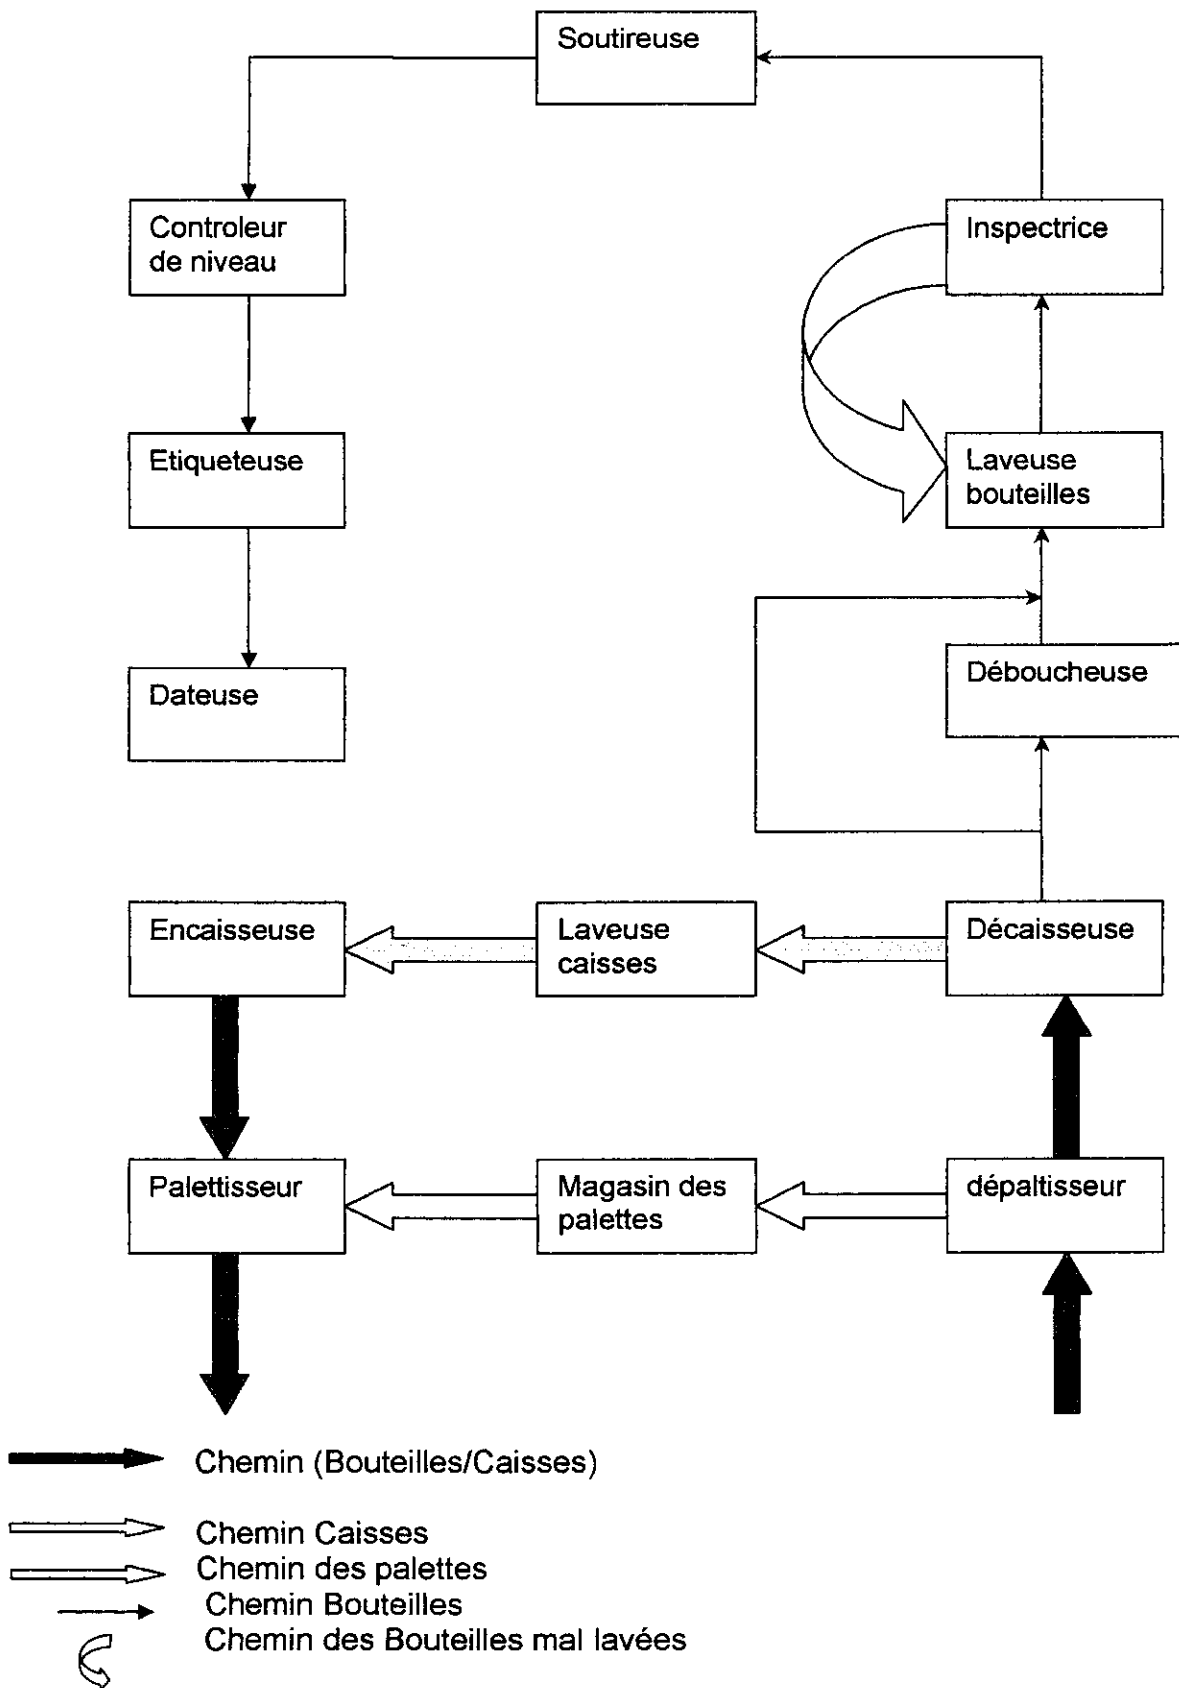 Soutireuse
Controleur
de niveau
Inspectrice
Etiqueteuse
Laveuse
bouteilles
Dateuse
Déboucheuse
Encaisseuse
Laveuse
caisses
Décaisseuse
Palettisseur
Magasin des
palettes
dépaltisseur
Chemin (Bouteilles/Caisses)
Chemin Caisses
Chemin des palettes
Chemin Bouteilles
Chemin des Bouteilles mal lavées